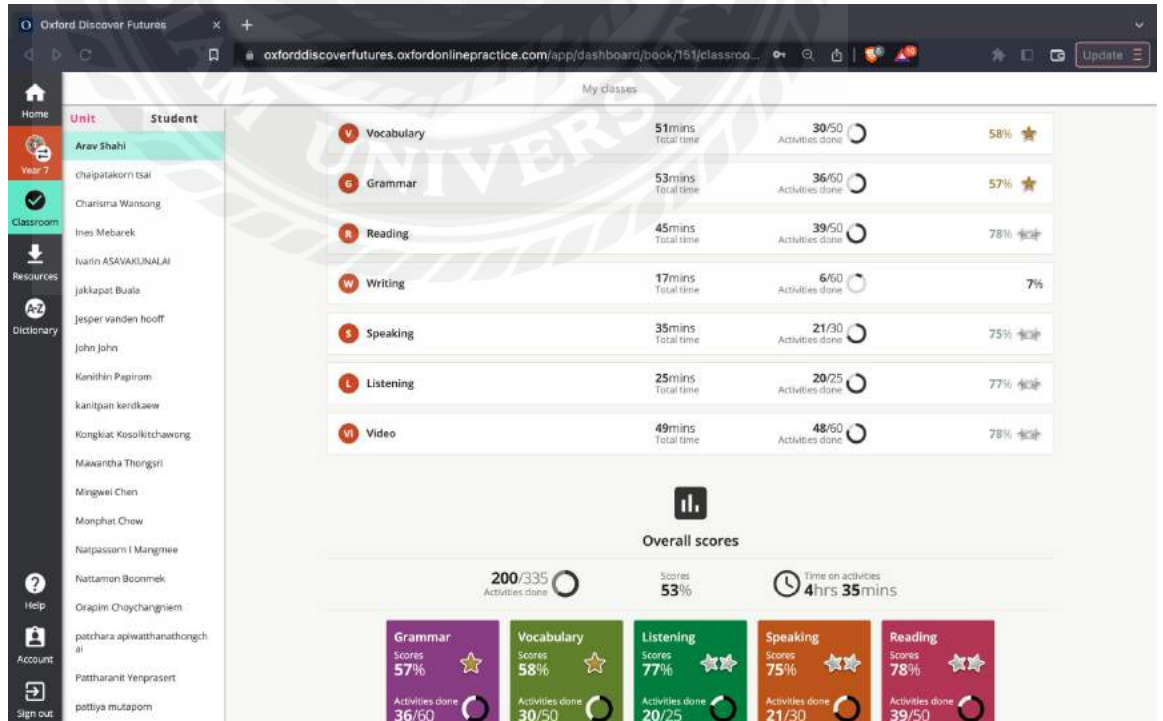 Oxford Discover Futures
oxforddiscoverfutures.oxfordonlinepractice.com/app/dashboard/book/151/classroo...
Update
My classes
Home
Year 7
Classroom
Resources
A-Z
Dictionary
Help
Account
Sign out
Unit Student
Arav Shahi
chaipatakorn tsai
Charisma Wansong
Ines Mebarek
Ivarin ASAVAKUNALAI
jakkapat Buala
Jesper vanden hooff
John John
Kanithin Papirom
kanitpan kerdkaew
Kongkiat Kosolkitchawong
Mawantha Thongsri
Mingwei Chen
Monphat Chow
Natpassorn I Mangmee
Nattamon Boonmek
Orapim Choychangniem
patchara apiwatthanathongch
ai
Pattharanit Yenprasert
pattiya mutaporn
V Vocabulary 51mins 30/50 58%
Total time Activities done
G Grammar 53mins 36/60 57%
Total time Activities done
R Reading 45mins 39/50 78%
Total time Activities done
W Writing 17mins 6/60 7%
Total time Activities done
S Speaking 35mins 21/30 75%
Total time Activities done
L Listening 25mins 20/25 77%
Total time Activities done
Vi Video 49mins 48/60 78%
Total time Activities done
Overall scores
200/335 Scores Time on activities
Activities done 53% 4hrs 35mins
Grammar Vocabulary Listening Speaking Reading
Scores Scores Scores Scores Scores
57% 58% 77% 75% 78%
Activities done Activities done Activities done Activities done Activities done
36/60 30/50 20/25 21/30 39/50
UNIVER